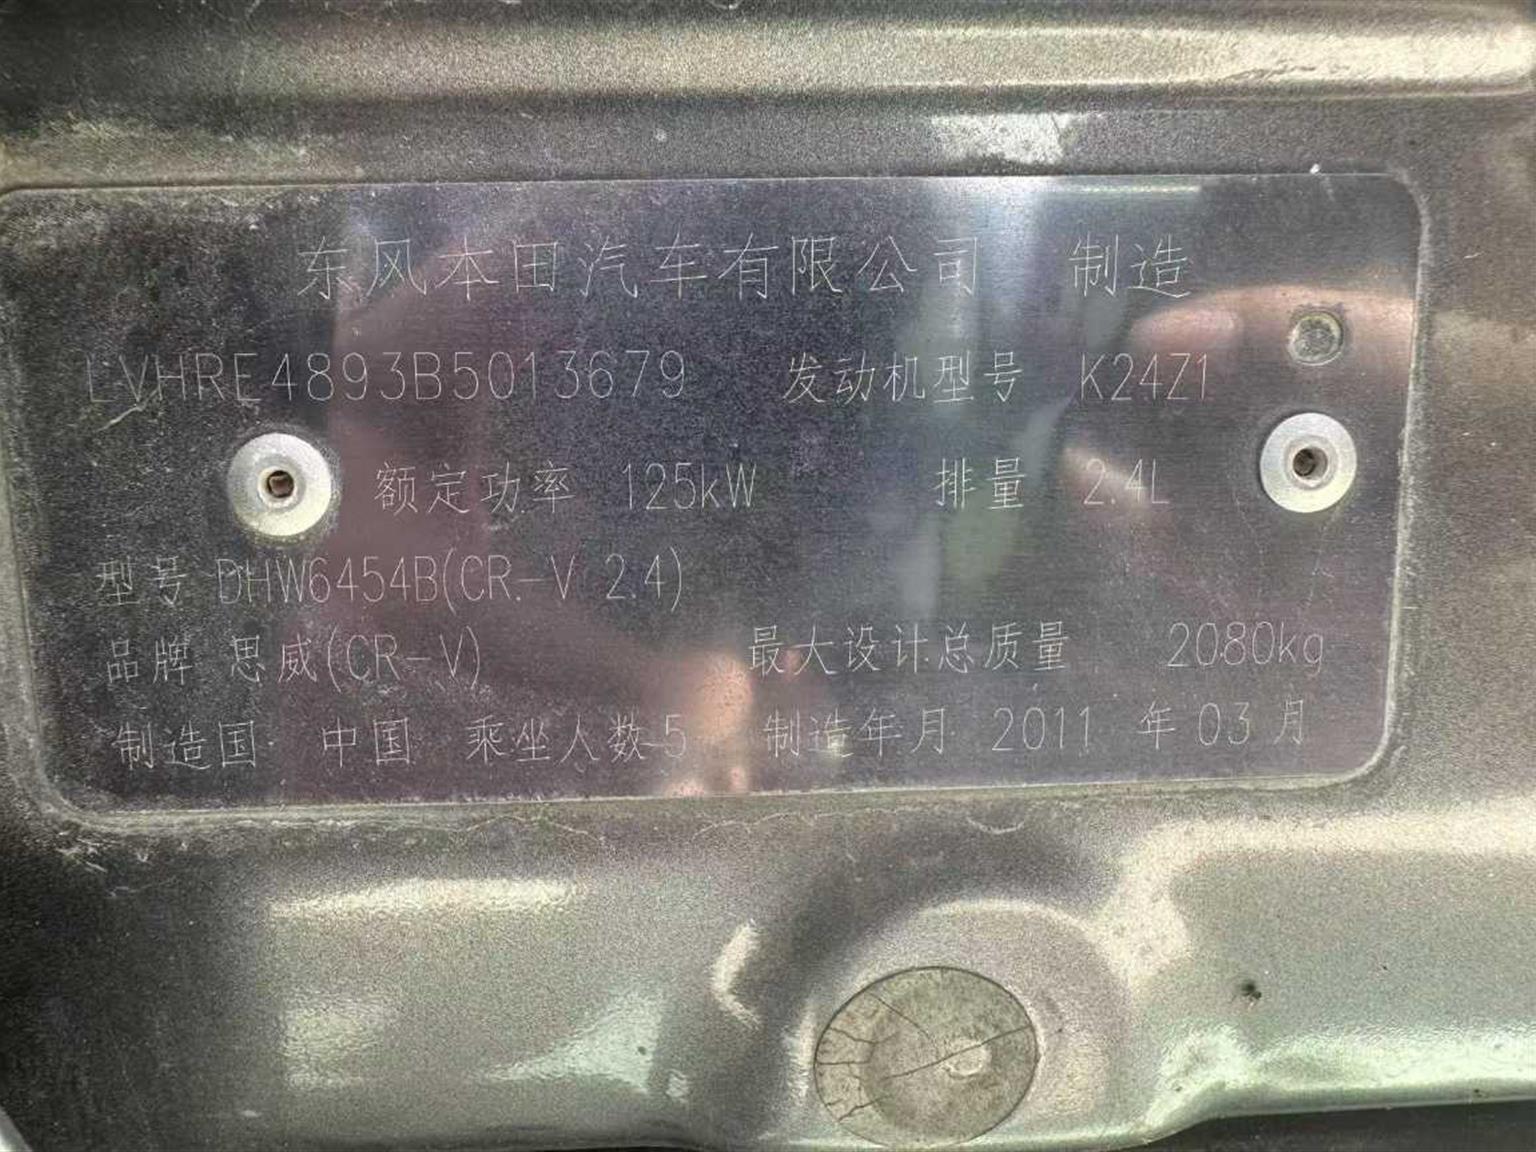 东风本田汽车有限公司 制造
LVHRE4893B5013679 发动机型号 K24Z1
额定功率 125kW 排量 2.4L
型号 DHW6454B(CR-V 2.4)
品牌 思威(CR-V) 最大设计总质量 2080kg
制造国 中国 乘坐人数 5 制造年月 2011 年 03 月